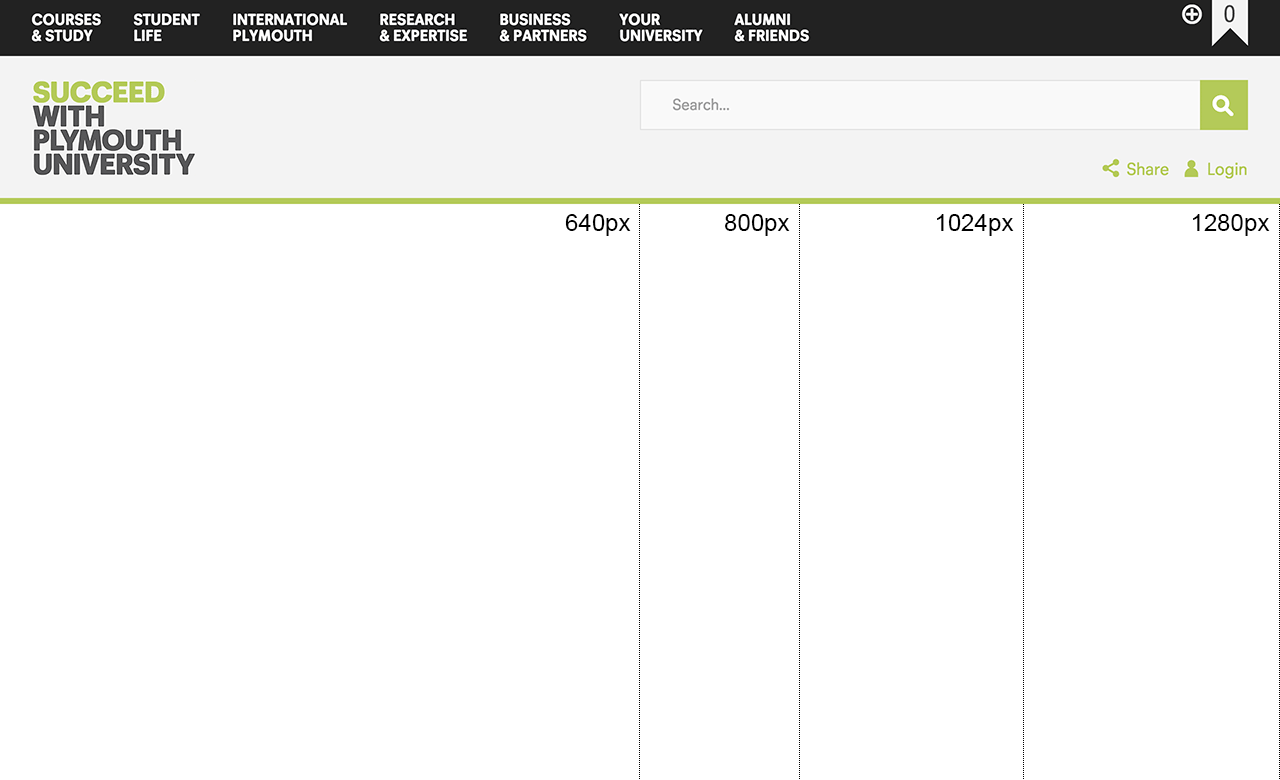 COURSES
& STUDY
STUDENT
LIFE
INTERNATIONAL
PLYMOUTH
RESEARCH
& EXPERTISE
BUSINESS
& PARTNERS
YOUR
UNIVERSITY
ALUMNI
& FRIENDS
0
SUCCEED
WITH
PLYMOUTH
UNIVERSITY
Search...
Share
Login
640px
800px
1024px
1280px